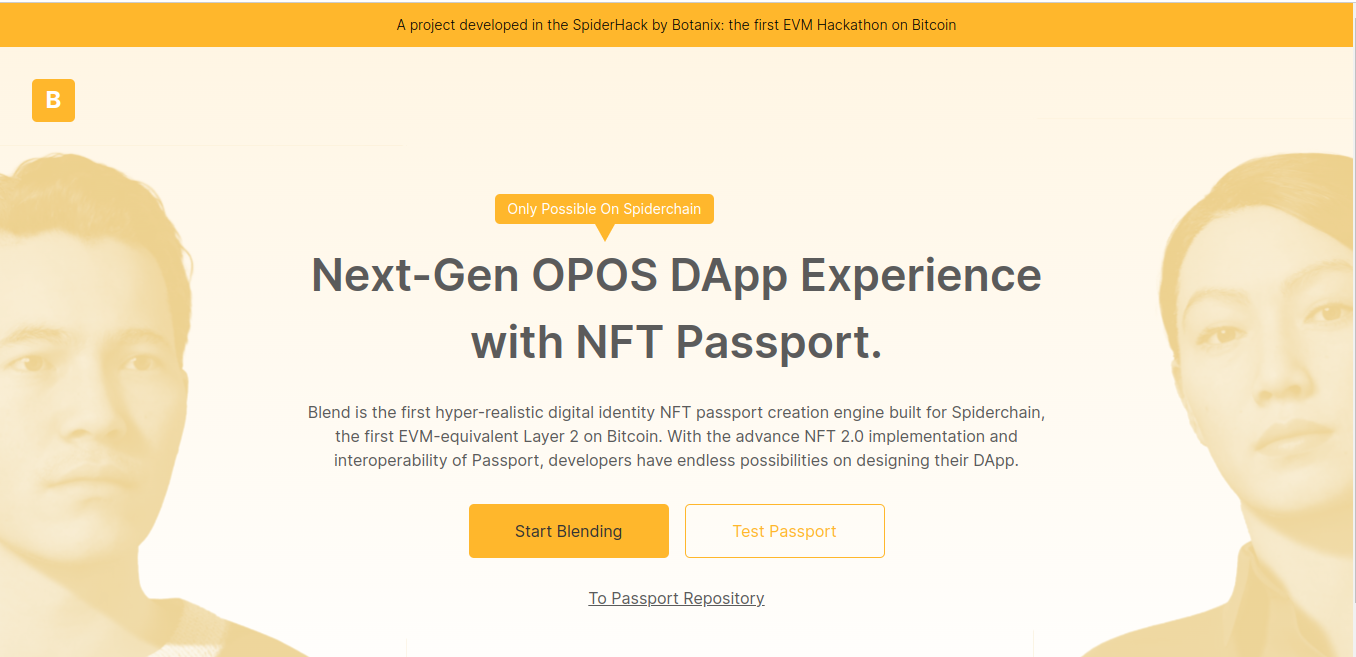 A project developed in the SpiderHack by Botanix: the first EVM Hackathon on Bitcoin
B
Only Possible On Spiderchain
Next-Gen OPOS DApp Experience
with NFT Passport.
Blend is the first hyper-realistic digital identity NFT passport creation engine built for Spiderchain,
the first EVM-equivalent Layer 2 on Bitcoin. With the advance NFT 2.0 implementation and
interoperability of Passport, developers have endless possibilities on designing their DApp.
Start Blending
Test Passport
To Passport Repository